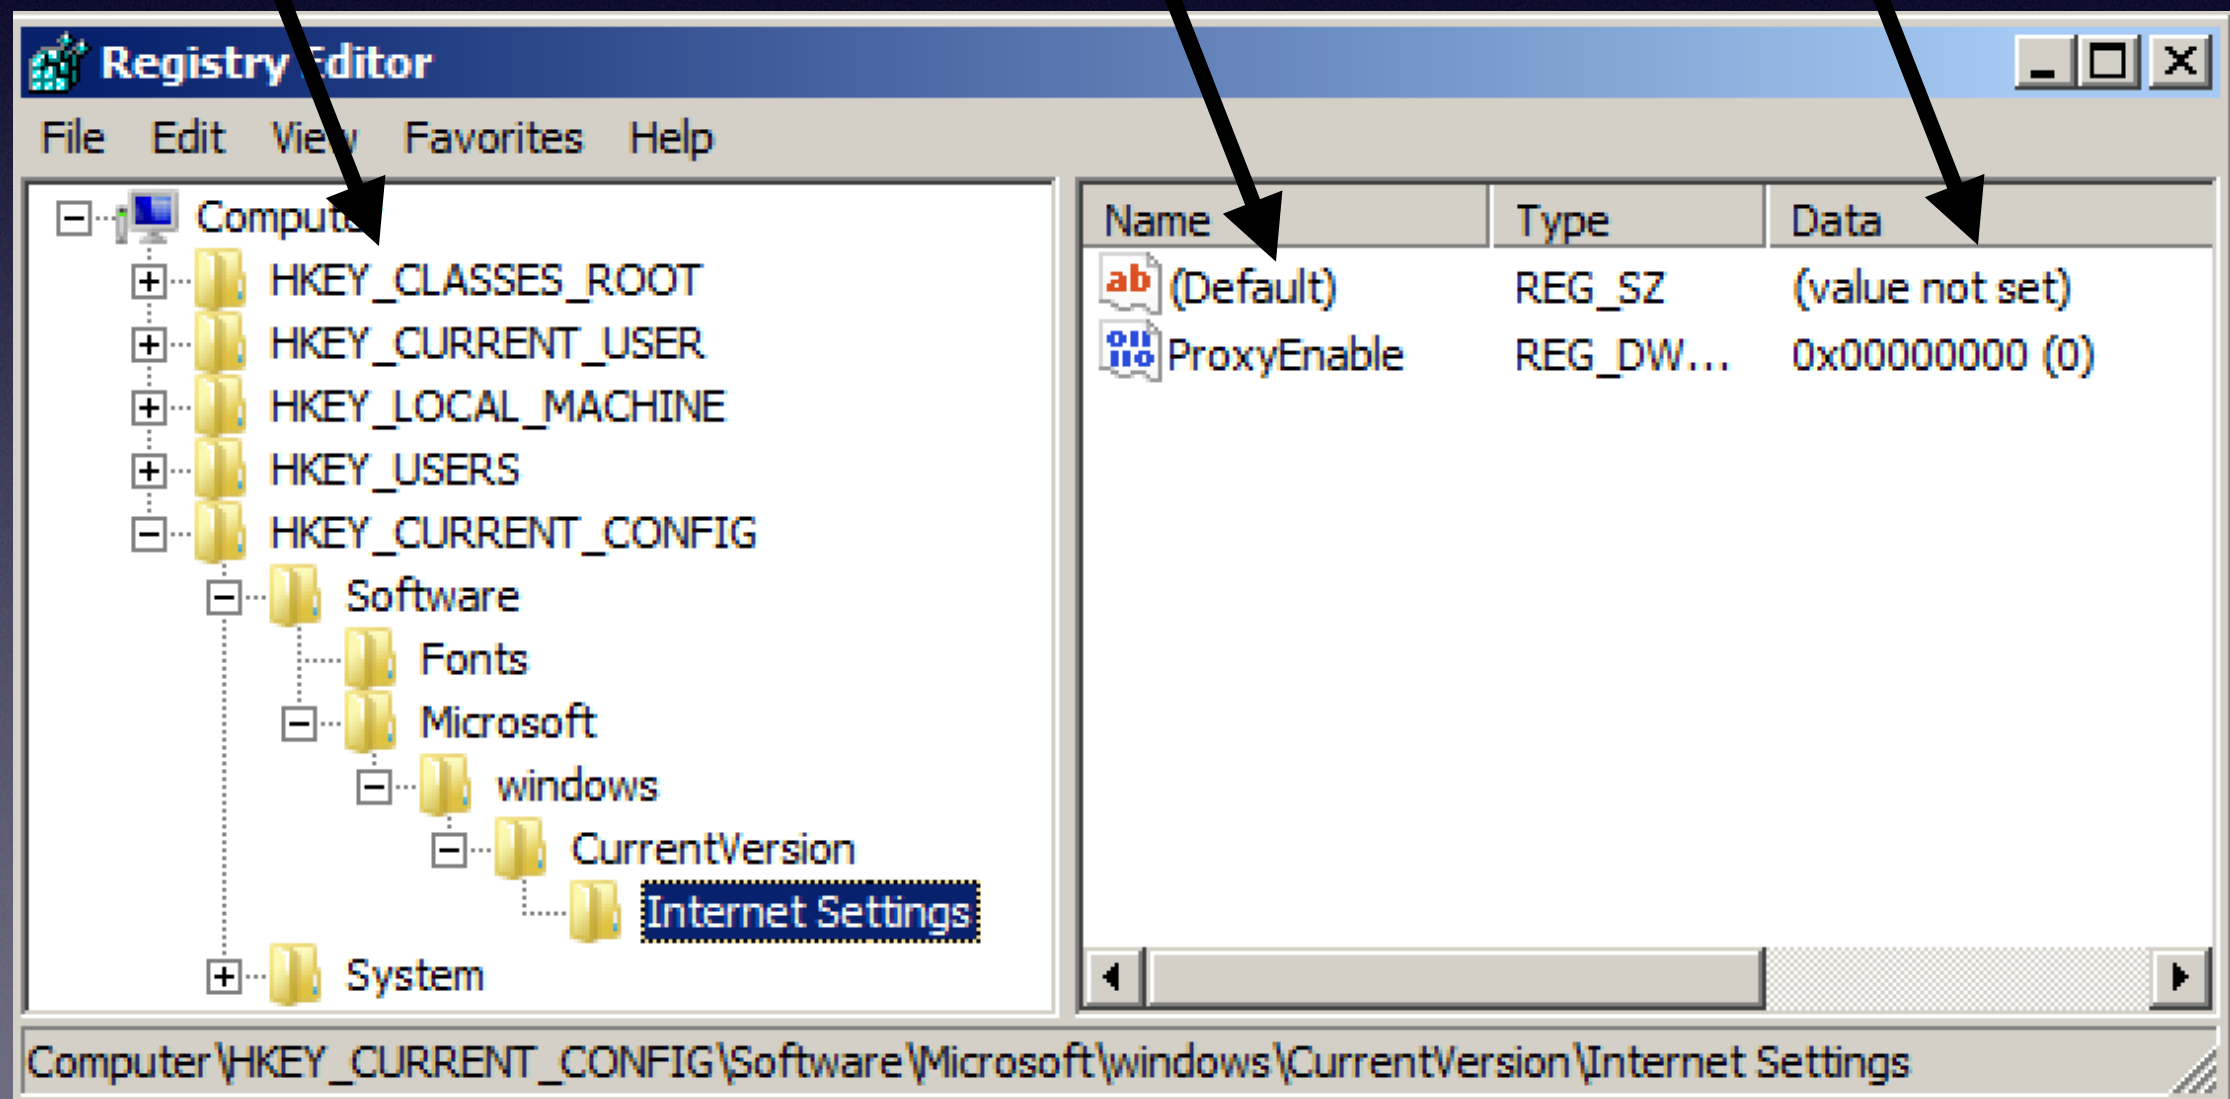 Registry Editor
File Edit View Favorites Help
Computer
HKEY_CLASSES_ROOT
HKEY_CURRENT_USER
HKEY_LOCAL_MACHINE
HKEY_USERS
HKEY_CURRENT_CONFIG
Software
Fonts
Microsoft
windows
CurrentVersion
Internet Settings
System
Name Type Data
(Default) REG_SZ (value not set)
ProxyEnable REG_DW... 0x00000000 (0)
Computer\HKEY_CURRENT_CONFIG\Software\Microsoft\windows\CurrentVersion\Internet Settings